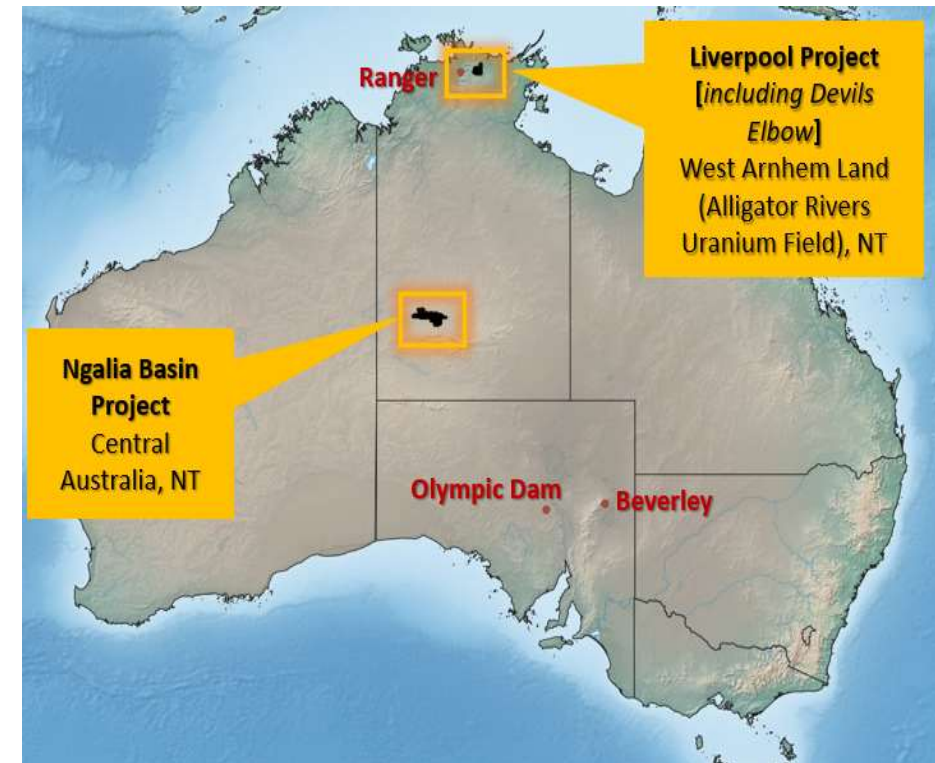 Ranger
Liverpool Project
[including Devils
Elbow]
West Arnhem Land
(Alligator Rivers
Uranium Field), NT
Ngalia Basin
Project
Central
Australia, NT
Olympic Dam
Beverley